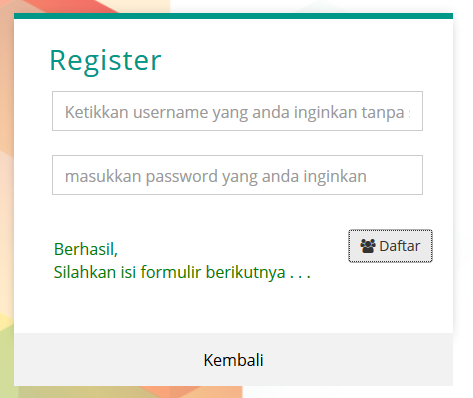 Register
Ketikkan username yang anda inginkan tanpa
masukkan password yang anda inginkan
Berhasil,
Daftar
Silahkan isi formulir berikutnya . . .
Kembali